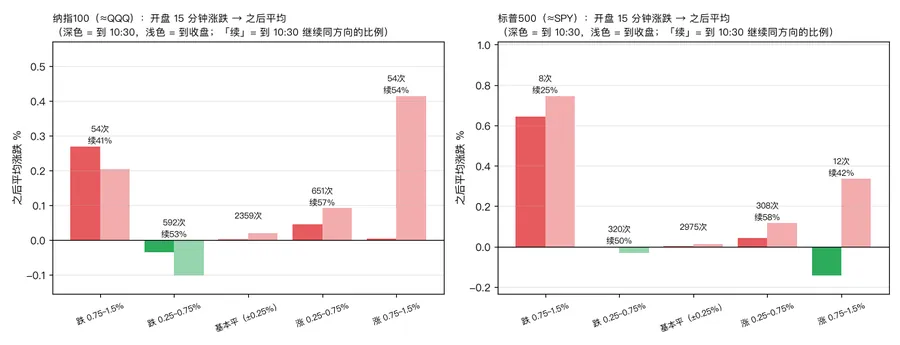 纳指100（≈QQQ）：开盘 15 分钟涨跌 → 之后平均
（深色 = 到 10:30，浅色 = 到收盘；「续」= 到 10:30 继续同方向的比例）
之后平均涨跌 %
0.5
0.4
0.3
0.2
0.1
0.0
−0.1
54次
续41%
592次
续53%
2359次
651次
续57%
54次
续54%
跌 0.75-1.5%
跌 0.25-0.75%
基本平（±0.25%）
涨 0.25-0.75%
涨 0.75-1.5%
标普500（≈SPY）：开盘 15 分钟涨跌 → 之后平均
（深色 = 到 10:30，浅色 = 到收盘；「续」= 到 10:30 继续同方向的比例）
之后平均涨跌 %
1.0
0.8
0.6
0.4
0.2
0.0
−0.2
8次
续25%
320次
续50%
2975次
308次
续58%
12次
续42%
跌 0.75-1.5%
跌 0.25-0.75%
基本平（±0.25%）
涨 0.25-0.75%
涨 0.75-1.5%